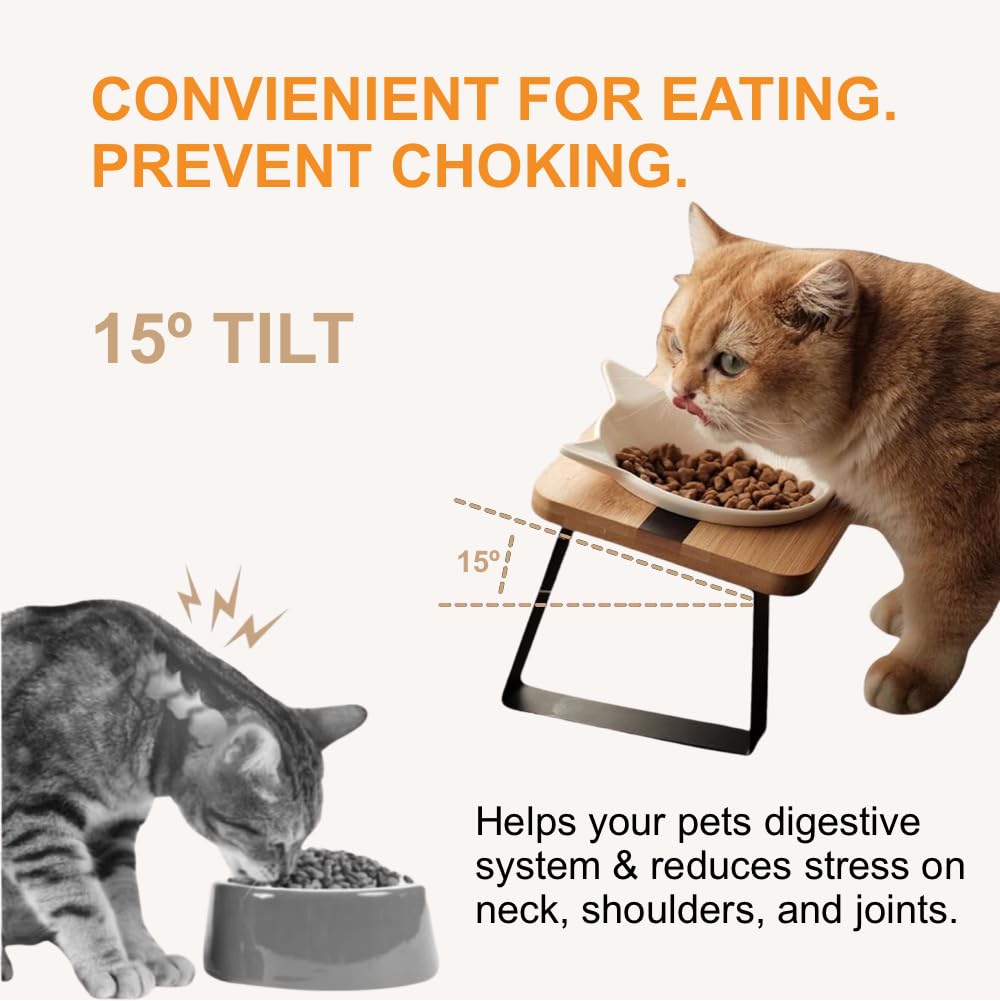 CONVIENIENT FOR EATING.
PREVENT CHOKING.
15º TILT
15º
Helps your pets digestive
system & reduces stress on
neck, shoulders, and joints.